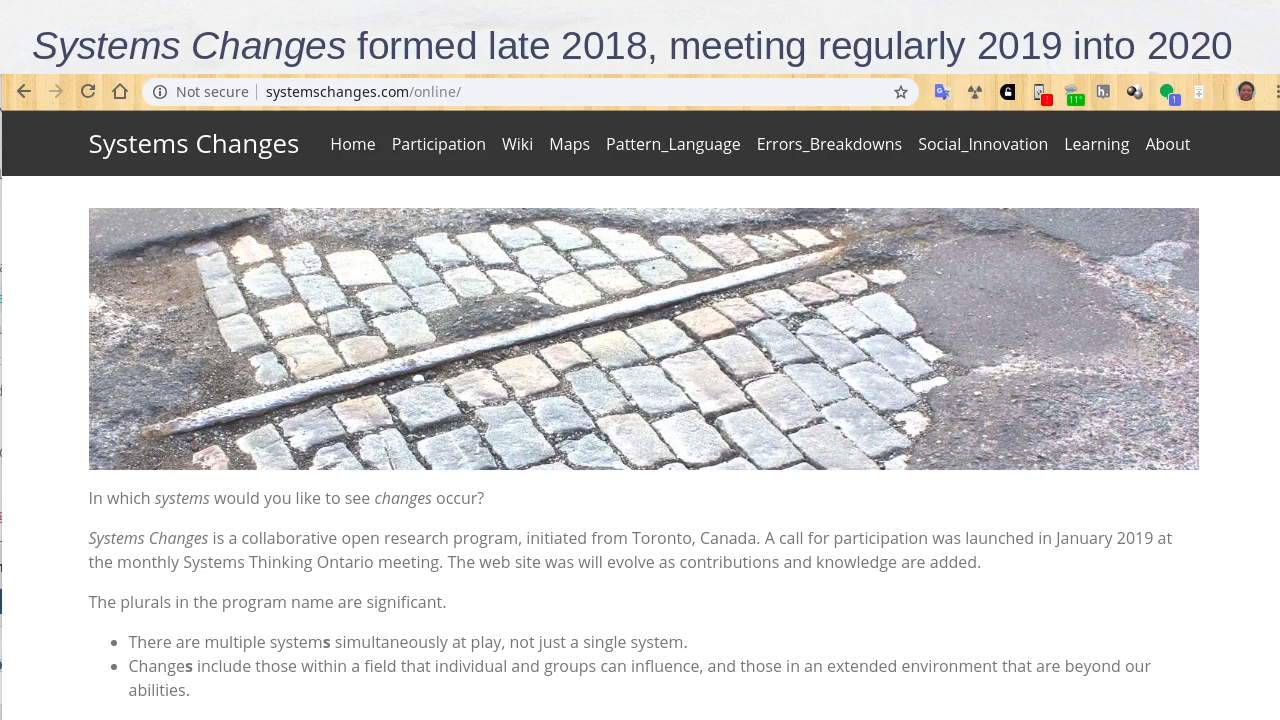 Systems Changes formed late 2018, meeting regularly 2019 into 2020
Not secure | systemschanges.com/online/
11°
1
Systems Changes Home Participation Wiki Maps Pattern_Language Errors_Breakdowns Social_Innovation Learning About
In which systems would you like to see changes occur?
Systems Changes is a collaborative open research program, initiated from Toronto, Canada. A call for participation was launched in January 2019 at
the monthly Systems Thinking Ontario meeting. The web site was will evolve as contributions and knowledge are added.
The plurals in the program name are significant.
• There are multiple systems simultaneously at play, not just a single system.
• Changes include those within a field that individual and groups can influence, and those in an extended environment that are beyond our
abilities.